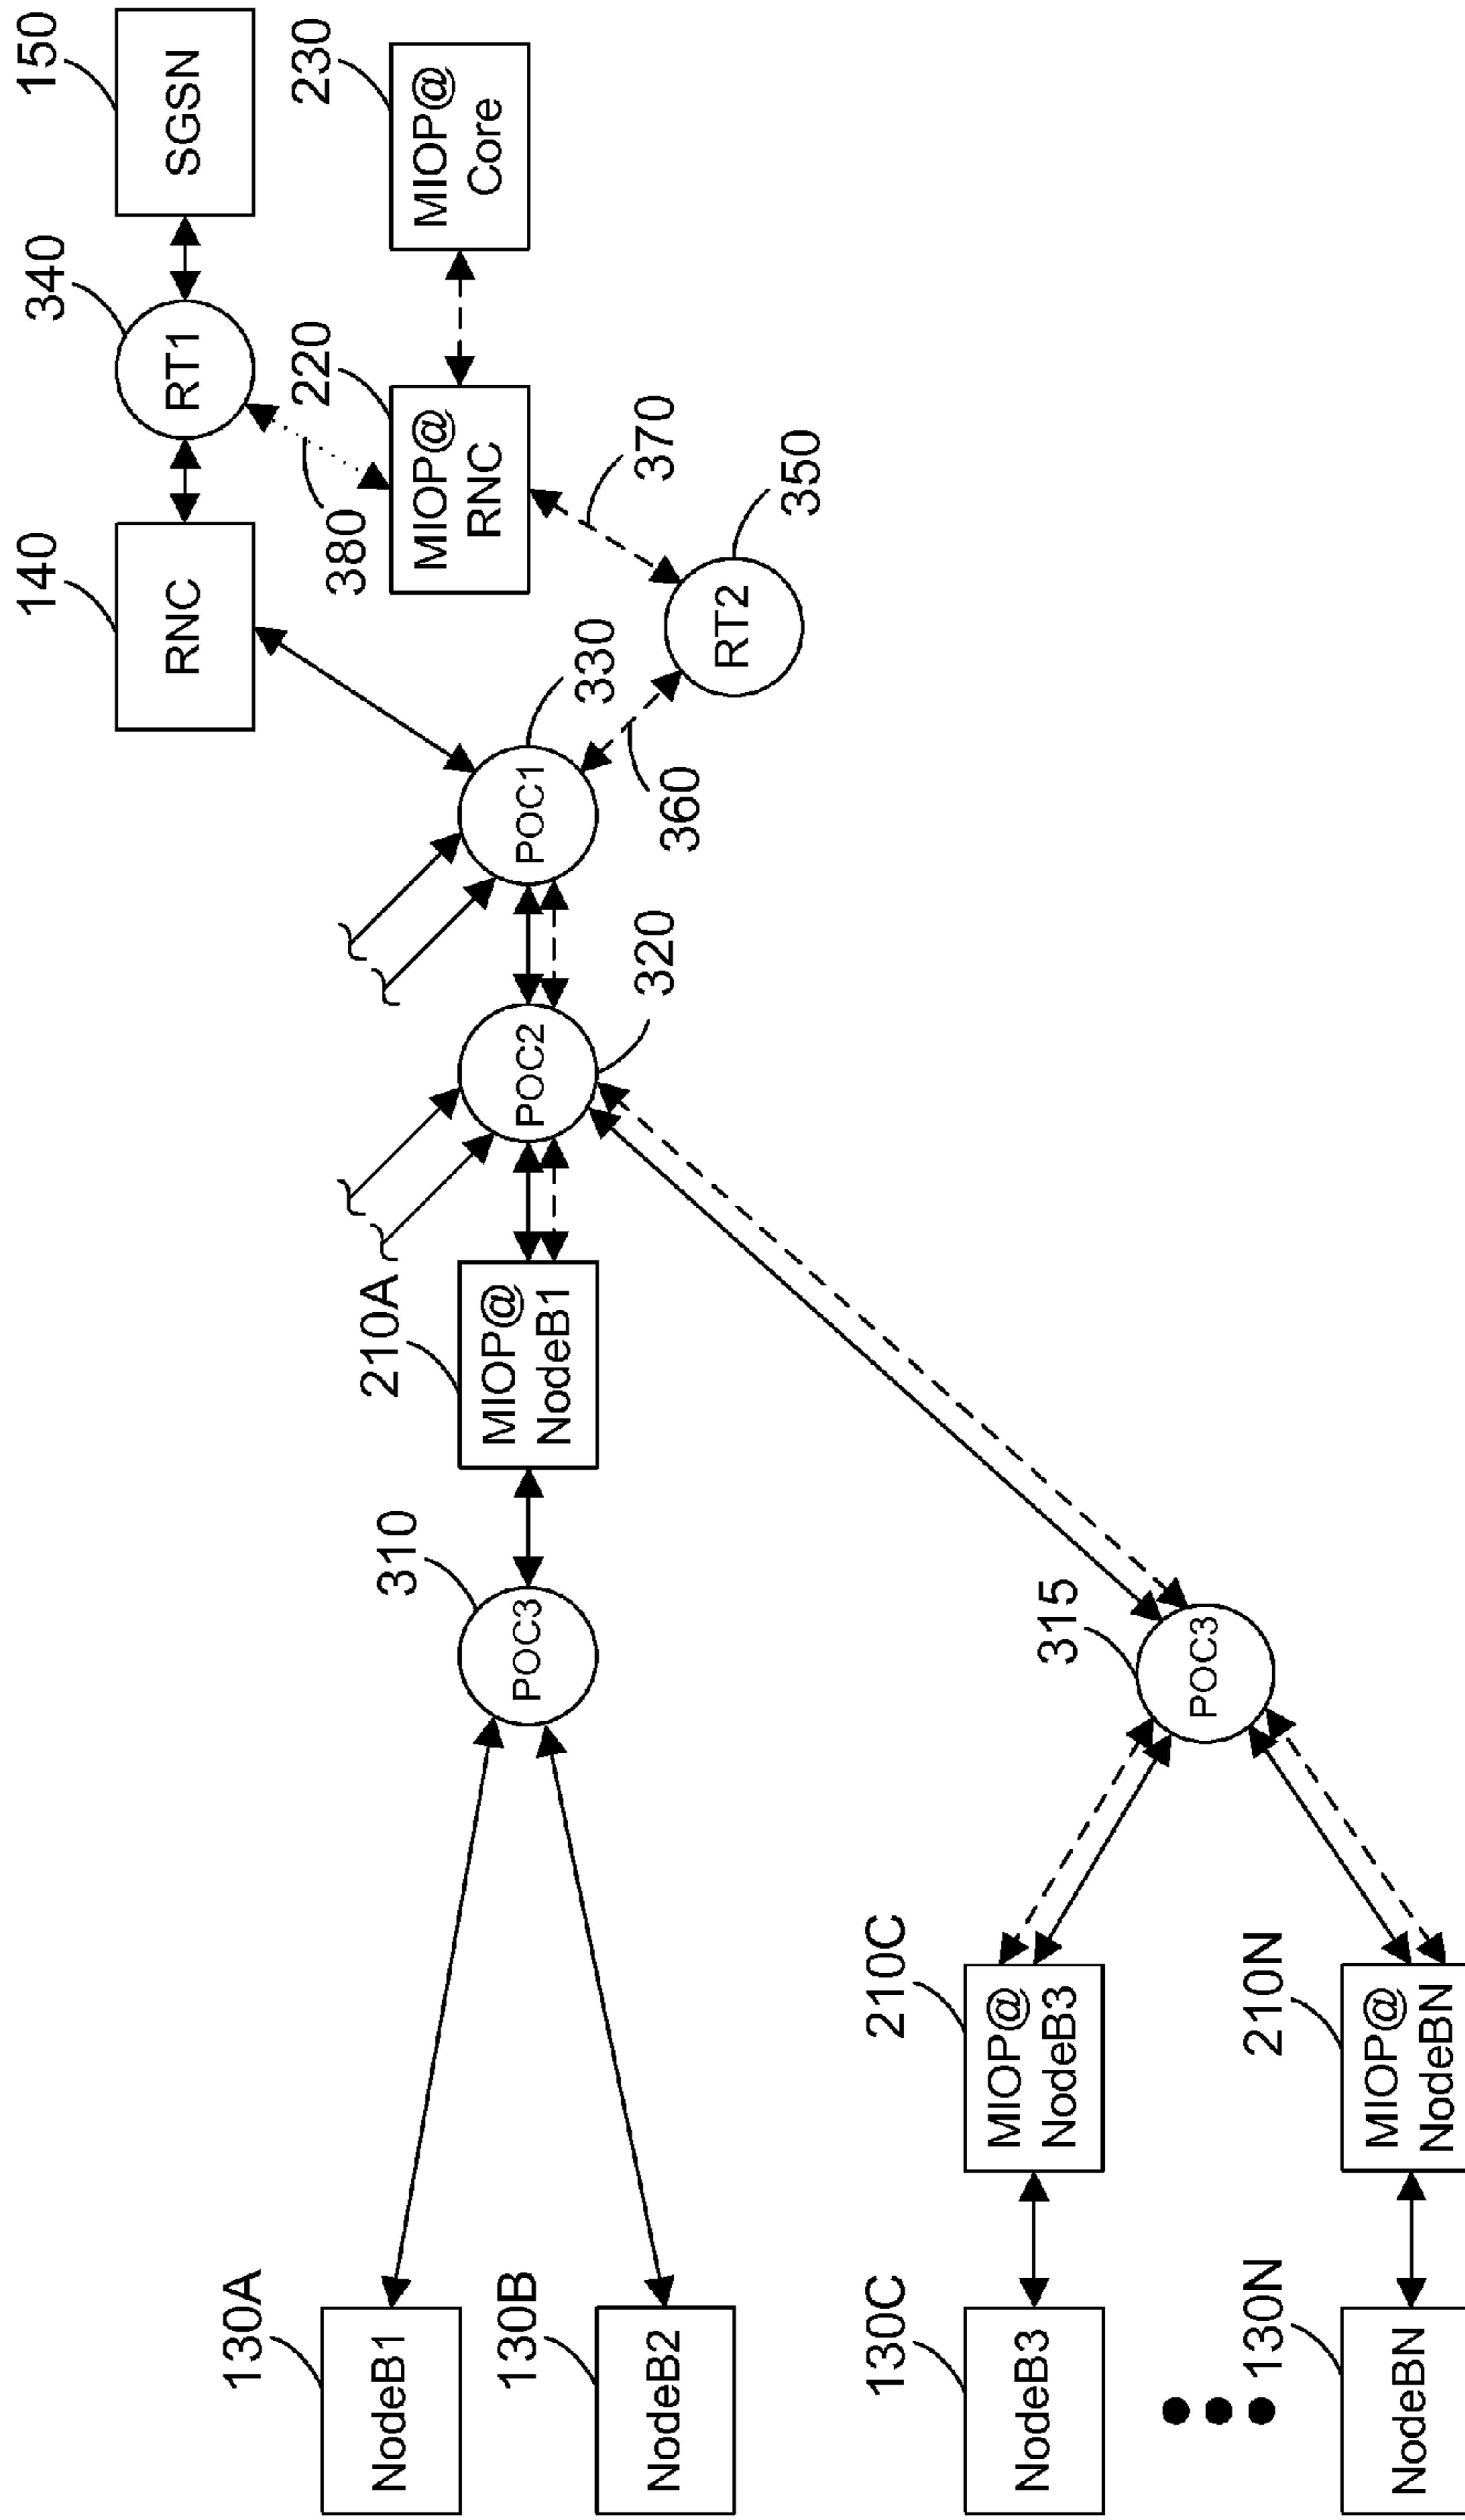 130A
NodeB1
130B
NodeB2
130C
NodeB3
130N
NodeBN
210C
MIOP@
NodeB3
210N
MIOP@
NodeBN
310
POC3
315
POC3
210A
MIOP@
NodeB1
POC2
320
POC1
330
360
140
RNC
380
220
MIOP@
RNC
370
RT2
350
340
RT1
150
SGSN
230
MIOP@
Core